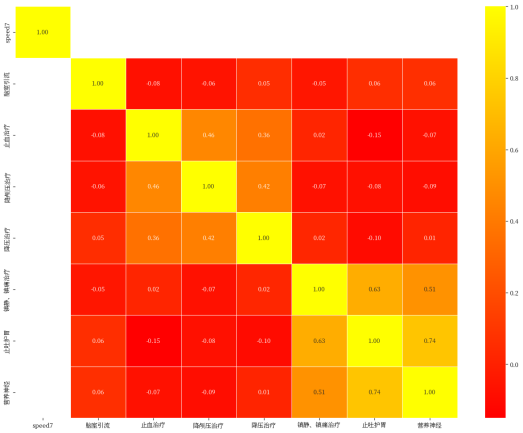 speed7 1.00 1.0
脑室引流 1.00 -0.08 -0.06 0.05 -0.05 0.06 0.06 0.8
止血治疗 -0.08 1.00 0.46 0.36 0.02 -0.15 -0.07 0.6
降颅压治疗 -0.06 0.46 1.00 0.42 -0.07 -0.08 -0.09
降压治疗 0.05 0.36 0.42 1.00 0.02 -0.10 0.01 0.4
镇静、镇痛治疗 -0.05 0.02 -0.07 0.02 1.00 0.63 0.51 0.2
止吐护胃 0.06 -0.15 -0.08 -0.10 0.63 1.00 0.74 0.0
营养神经 0.06 -0.07 -0.09 0.01 0.51 0.74 1.00
speed7 脑室引流 止血治疗 降颅压治疗 降压治疗 镇静、镇痛治疗 止吐护胃 营养神经